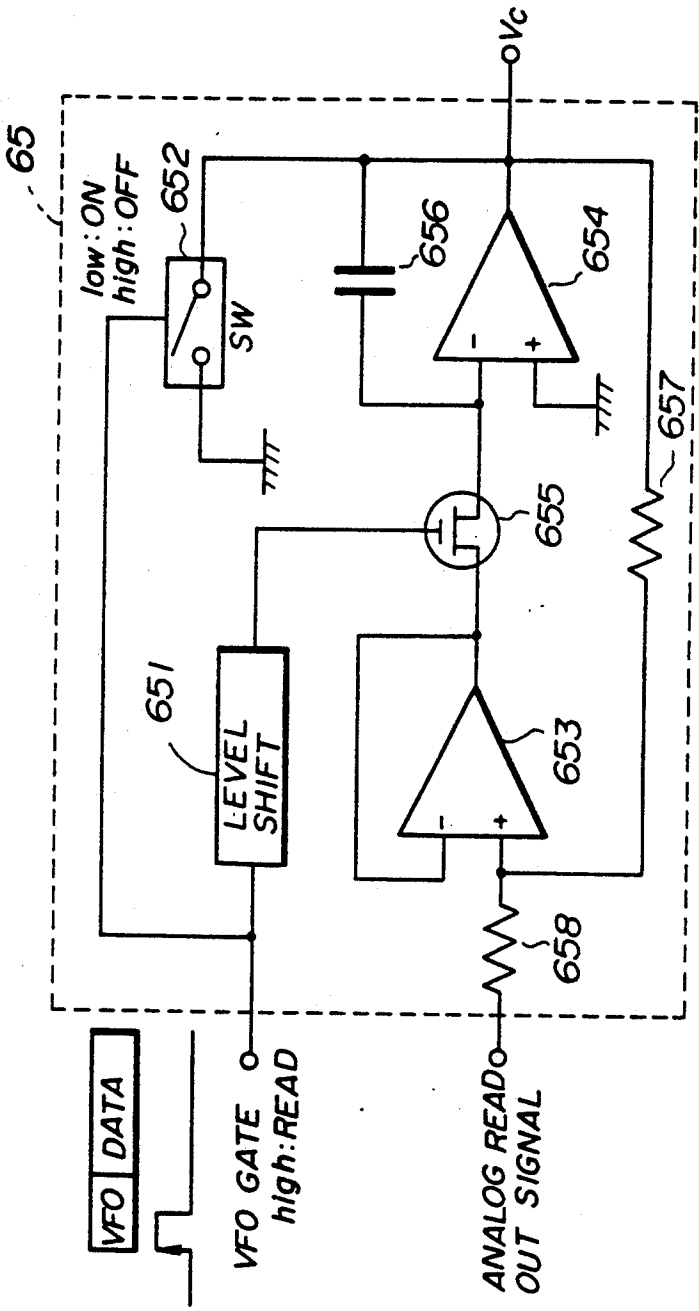 65
VFO DATA
VFO GATE
high:READ
LEVEL
SHIFT
651
low:ON
high:OFF
652
SW
ANALOG READ
OUT SIGNAL
658
-
+
653
655
656
-
+
654
657
Vc